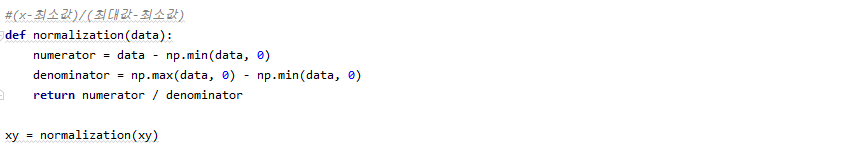 #(x-최소값)/(최대값-최소값)
def normalization(data):
    numerator = data - np.min(data, 0)
    denominator = np.max(data, 0) - np.min(data, 0)
    return numerator / denominator
xy = normalization(xy)